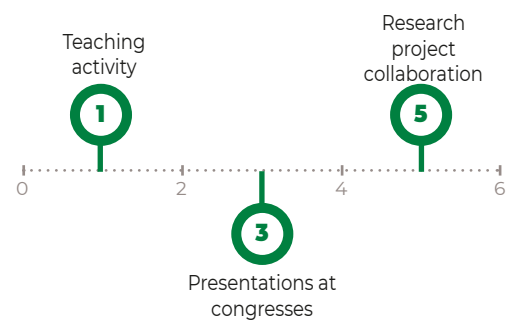 Teaching
activity
1
Research
project
collaboration
5
0
2
4
6
3
Presentations at
congresses